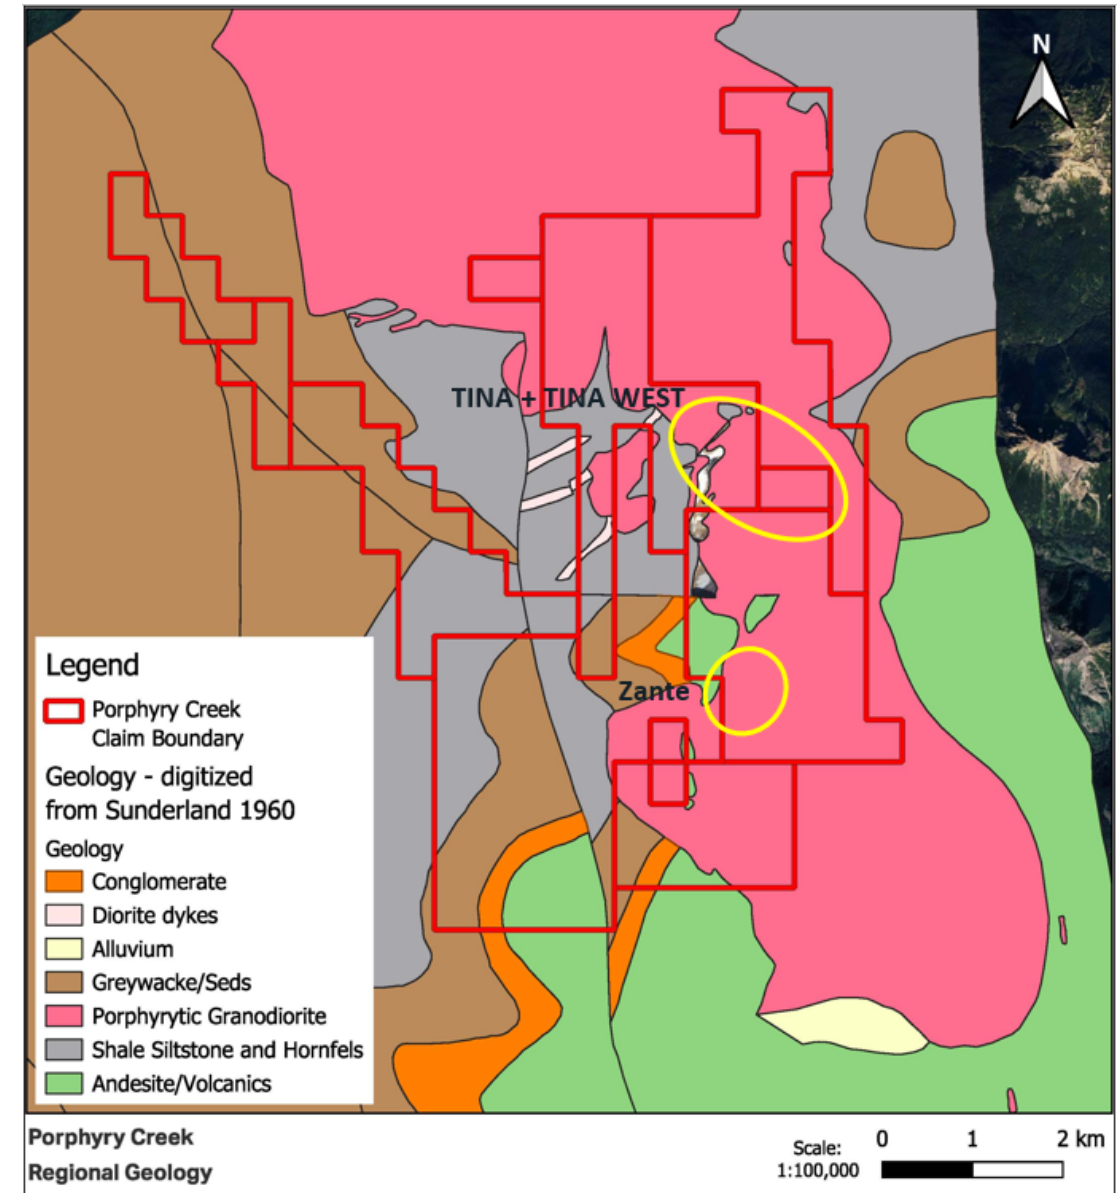 N
TINA + TINA WEST
Zante
Legend
Porphyry Creek
Claim Boundary
Geology - digitized
from Sunderland 1960
Geology
Conglomerate
Diorite dykes
Alluvium
Greywacke/Seds
Porphyrytic Granodiorite
Shale Siltstone and Hornfels
Andesite/Volcanics
Porphyry Creek
Regional Geology
Scale:
1:100,000
0 1 2 km